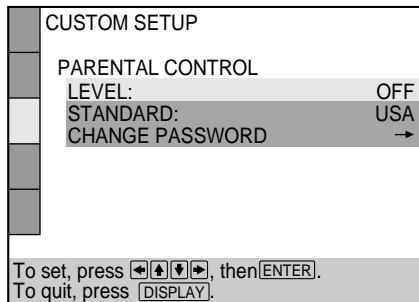 CUSTOM SETUP
PARENTAL CONTROL
LEVEL: OFF
STANDARD: USA
CHANGE PASSWORD →
To set, press ←↑↓→, then ENTER.
To quit, press DISPLAY.